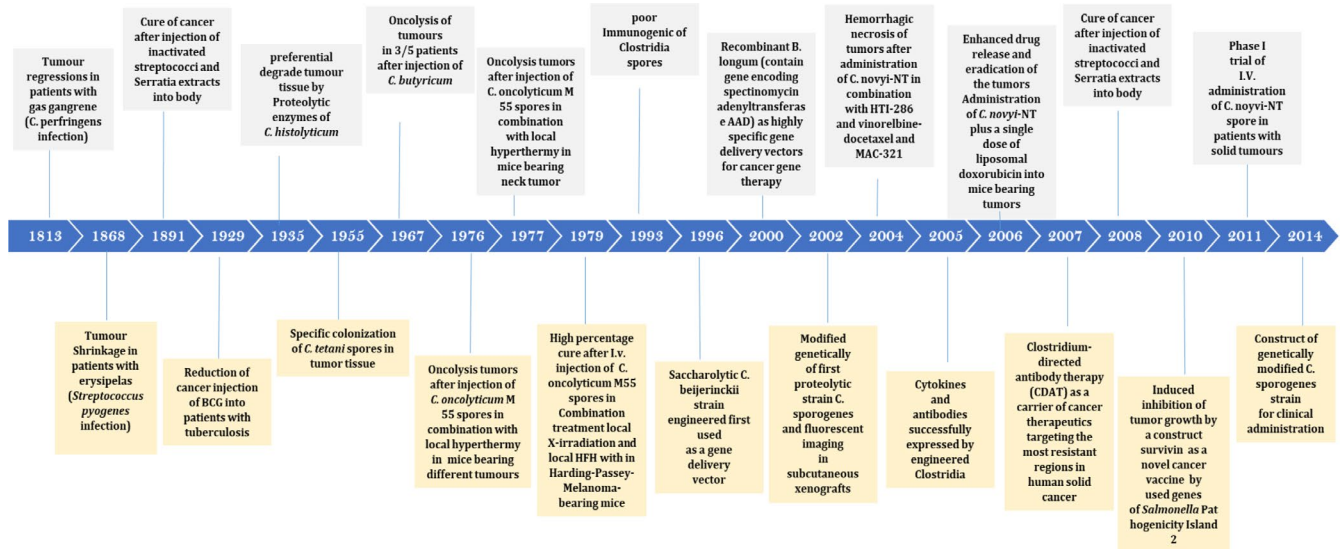 Tumour
regressions in
patients with
gas gangrene
(C. perfringens
infection)
Cure of cancer
after injection of
inactivated
streptococci and
Serratia extracts
into body
preferential
degrade tumour
tissue by
Proteolytic
enzymes of
C. histolyticum
Oncolysis of
tumours
in 3/5 patients
after injection of
C. butyricum
Oncolysis tumors
after injection of
C. oncolyticum M
55 spores in
combination
with local
hyperthermy in
mice bearing
neck tumor
poor
Immunogenic of
Clostridia
spores
Recombinant B.
longum (contain
gene encoding
spectinomycin
adenyltransferas
e AAD) as highly
specific gene
delivery vectors
for cancer gene
therapy
Hemorrhagic
necrosis of
tumors after
administration
of C. novyi-NT in
combination
with HTI-286
and vinorelbine-
docetaxel and
MAC-321
Enhanced drug
release and
eradication of
the tumors
Administration
of C. novyi-NT
plus a single
dose of
liposomal
doxorubicin into
mice bearing
tumors
Cure of cancer
after injection of
inactivated
streptococci and
Serratia extracts
into body
Phase I
trial of
I.V.
administration
of C. noyvi-NT
spore in
patients with
solid tumours
1813 1868 1891 1929 1935 1955 1967 1976 1977 1979 1993 1996 2000 2002 2004 2005 2006 2007 2008 2010 2011 2014
Tumour
Shrinkage in
patients with
erysipelas
(Streptococcus
pyogenes
infection)
Reduction of
cancer injection
of BCG into
patients with
tuberculosis
Specific colonization
of C. tetani spores in
tumor tissue
Oncolysis tumors
after injection of
C. oncolyticum M
55 spores in
combination with
local hyperthermy
in mice bearing
different tumours
High percentage
cure after I.v.
injection of C.
oncolyticum M55
spores in
Combination
treatment local
X-irradiation and
local HFH with in
Harding-Passey-
Melanoma-
bearing mice
Saccharolytic C.
beijerinckii
strain
engineered first
used
as a gene
delivery
vector
Modified
genetically
of first
proteolytic
strain C.
sporogenes
and fluorescent
imaging
in
subcutaneous
xenografts
Cytokines
and
antibodies
successfully
expressed by
engineered
Clostridia
Clostridium-
directed
antibody therapy
(CDAT) as a
carrier of cancer
therapeutics
targeting the
most resistant
regions in
human solid
cancer
Induced
inhibition of
tumor growth by
a construct
survivin as a
novel cancer
vaccine by
used genes
of Salmonella Pat
hogenicity Island
2
Construct of
genetically
modified C.
sporogenes
strain
for clinical
administration